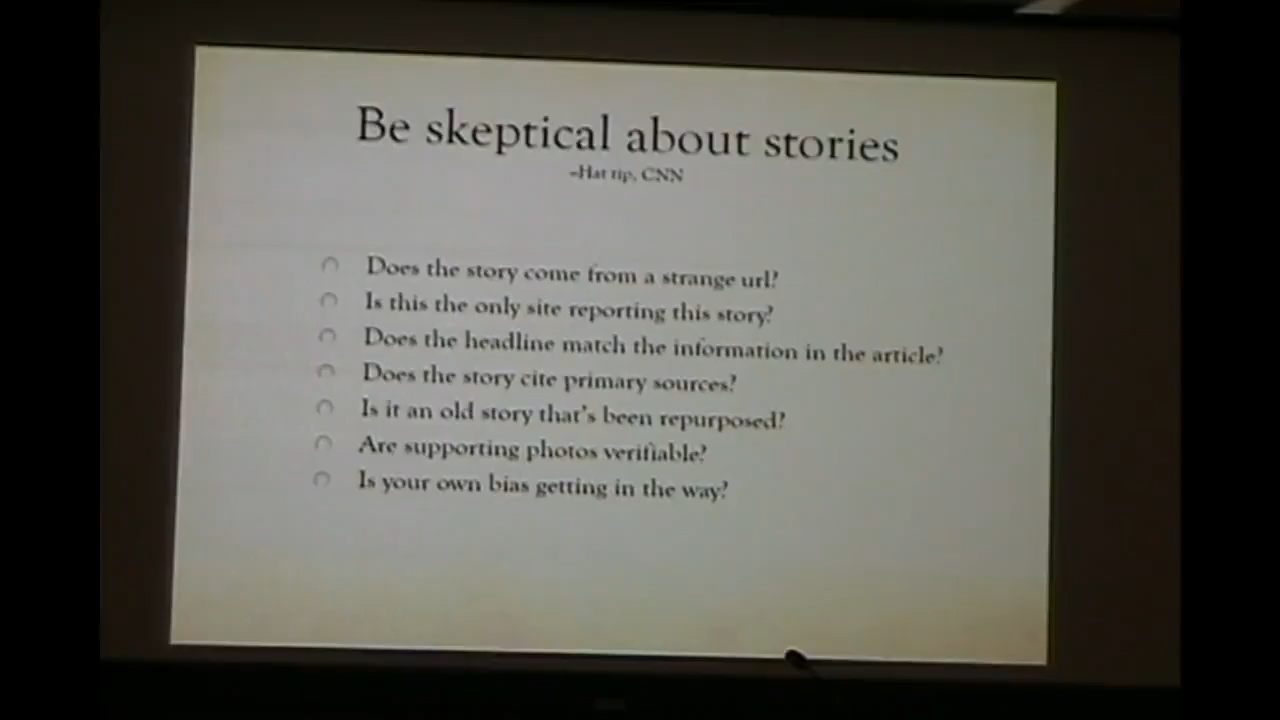 Be skeptical about stories
–Hat tip, CNN
Does the story come from a strange url?
Is this the only site reporting this story?
Does the headline match the information in the article?
Does the story cite primary sources?
Is it an old story that's been repurposed?
Are supporting photos verifiable?
Is your own bias getting in the way?